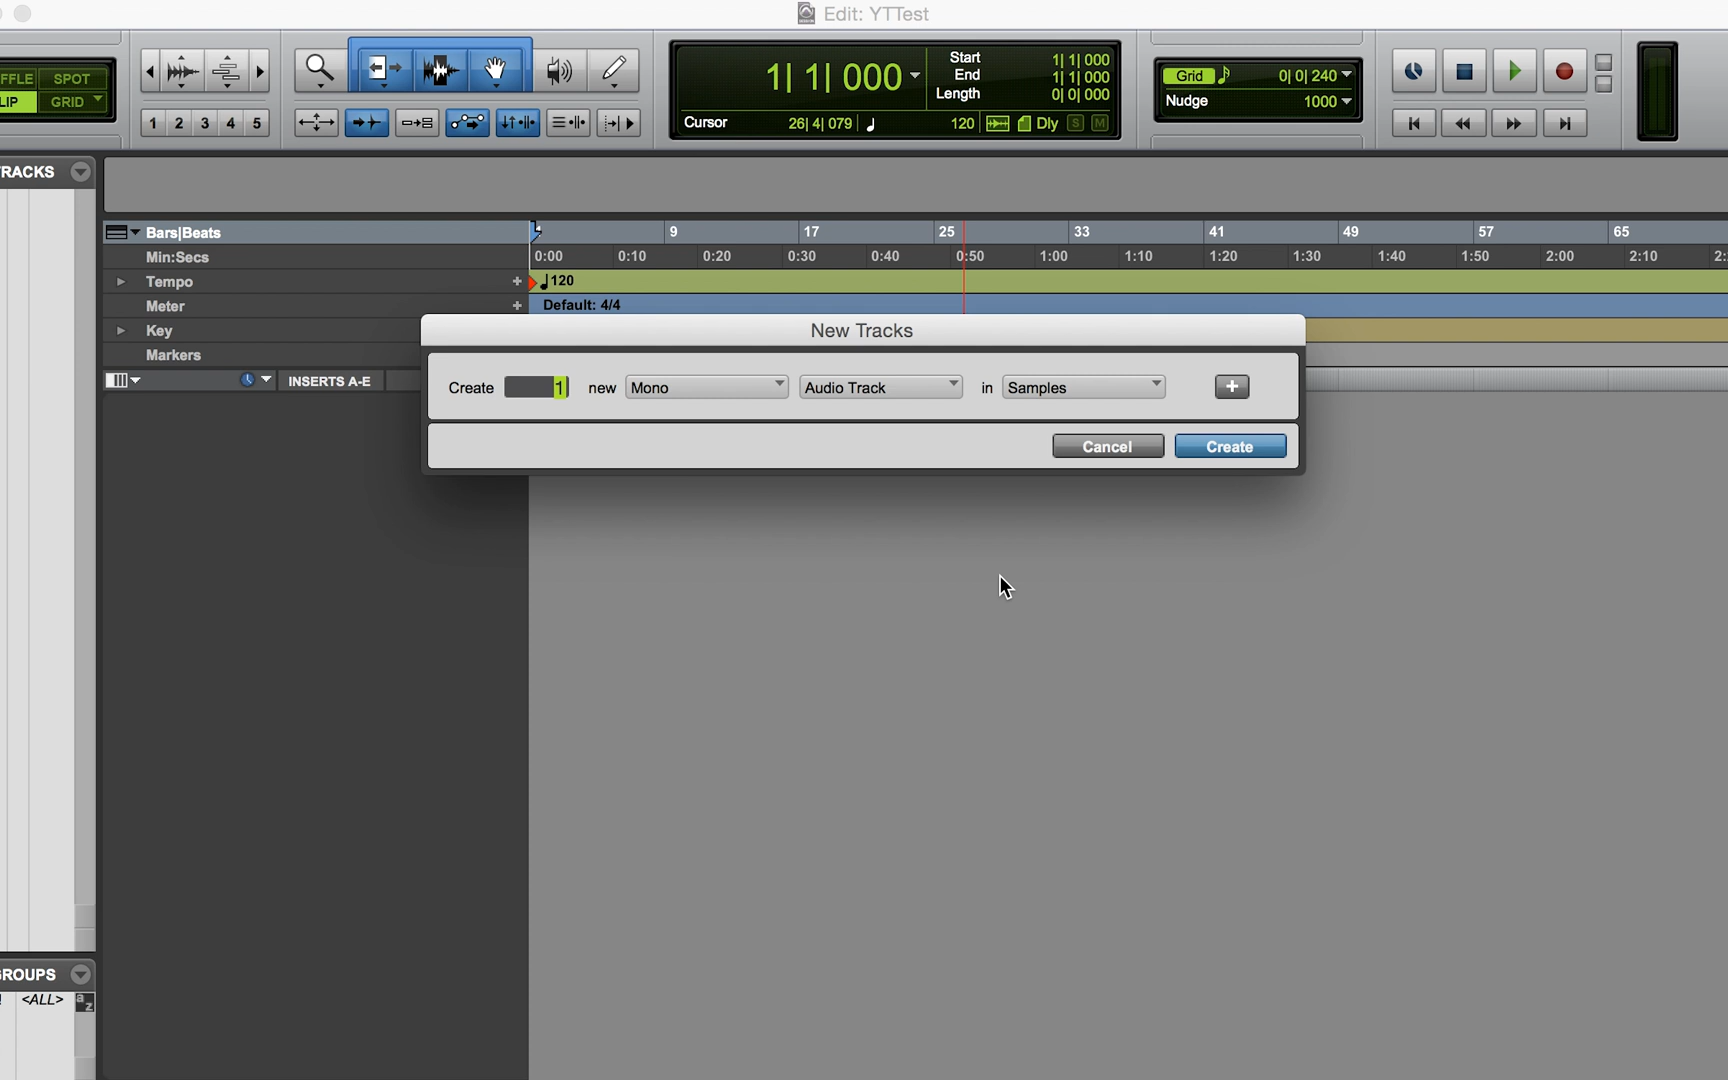 Edit: YTTest
FFLE SPOT
LIP GRID
1 2 3 4 5
1| 1| 000
Start 1| 1| 000
End 1| 1| 000
Length 0| 0| 000
Cursor 26| 4| 079 120 Dly S M
Grid 0| 0| 240
Nudge 1000
RACKS
Bars|Beats 9 17 25 33 41 49 57 65
Min:Secs 0:00 0:10 0:20 0:30 0:40 0:50 1:00 1:10 1:20 1:30 1:40 1:50 2:00 2:10 2:
Tempo + 120
Meter + Default: 4/4
Key
Markers
INSERTS A-E
New Tracks
Create 1 new Mono Audio Track in Samples +
Cancel Create
GROUPS
<ALL> a z